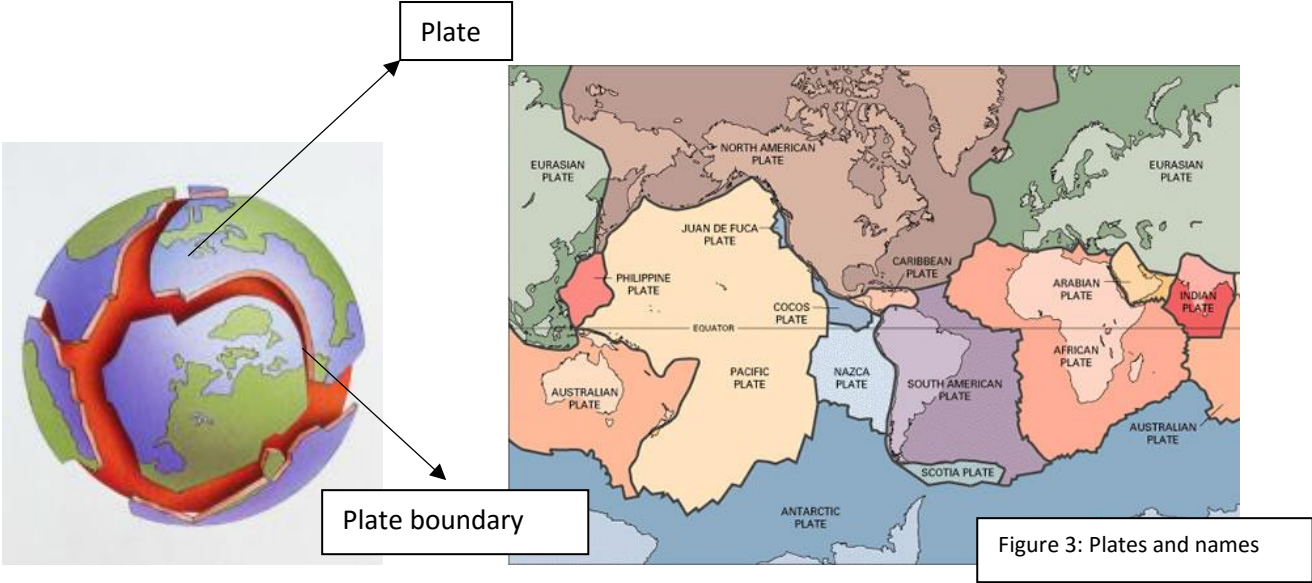 Plate
Plate boundary
NORTH AMERICAN
PLATE
EURASIAN
PLATE
EURASIAN
PLATE
JUAN DE FUCA
PLATE
CARIBBEAN
PLATE
PHILIPPINE
PLATE
ARABIAN
PLATE
INDIAN
PLATE
COCOS
PLATE
EQUATOR
AFRICAN
PLATE
PACIFIC
PLATE
NAZCA
PLATE
SOUTH AMERICAN
PLATE
AUSTRALIAN
PLATE
AUSTRALIAN
PLATE
SCOTIA PLATE
ANTARCTIC
PLATE
Figure 3: Plates and names